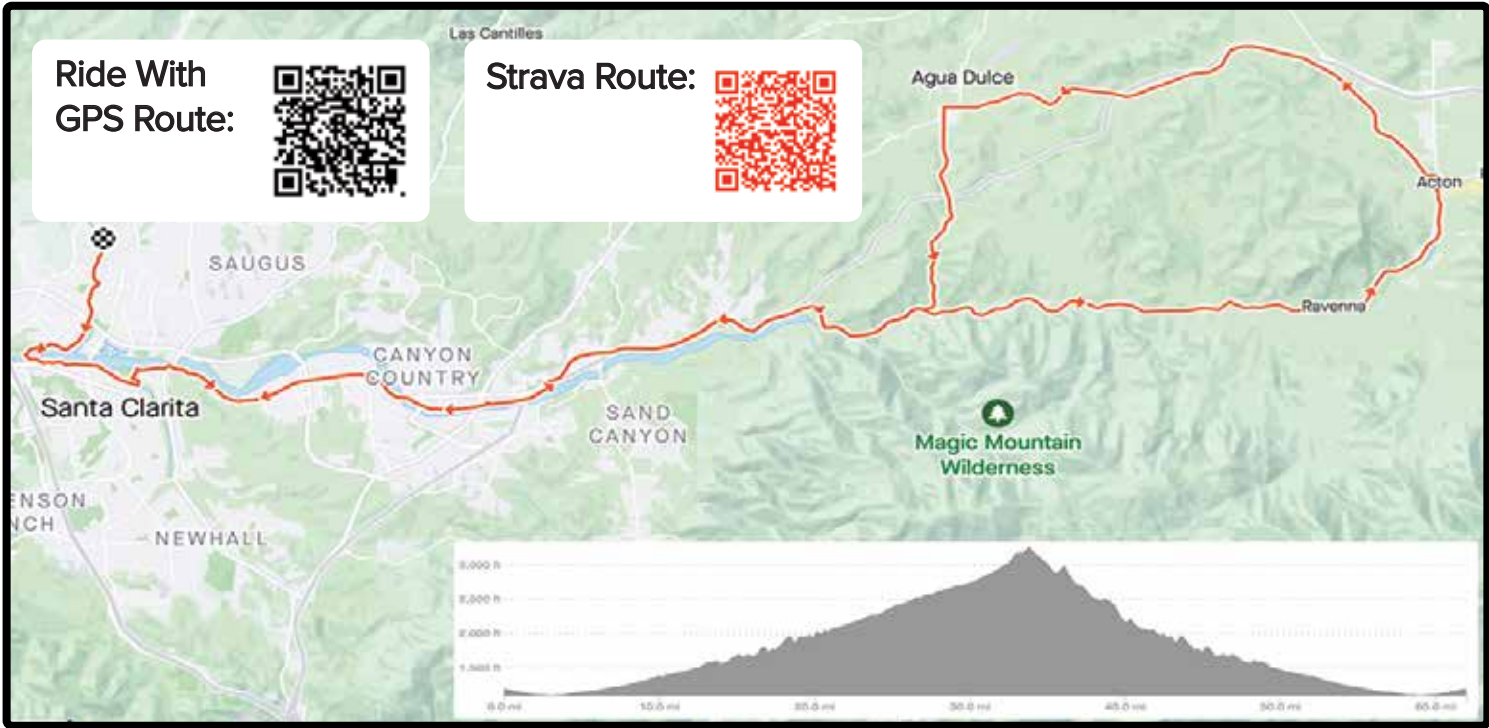 Las Cantilles
Ride With
GPS Route:
Strava Route:
Agua Dulce
Acton
SAUGUS
Ravenna
CANYON
COUNTRY
Santa Clarita
SAND
CANYON
Magic Mountain
Wilderness
ENSON
NCH
NEWHALL
3,000 ft
2,500 ft
2,000 ft
1,500 ft
0.0 mi 10.0 mi 20.0 mi 30.0 mi 40.0 mi 50.0 mi 60.0 mi